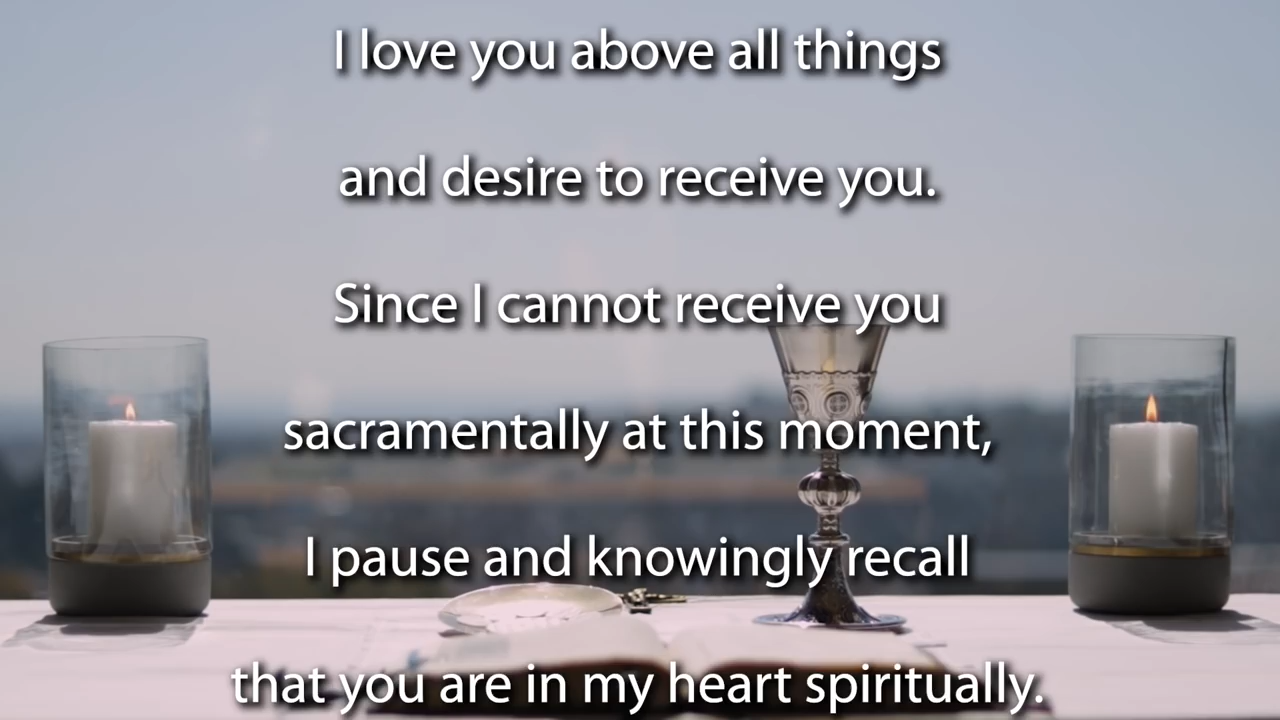 I love you above all things
and desire to receive you.
Since I cannot receive you
sacramentally at this moment,
I pause and knowingly recall
that you are in my heart spiritually.